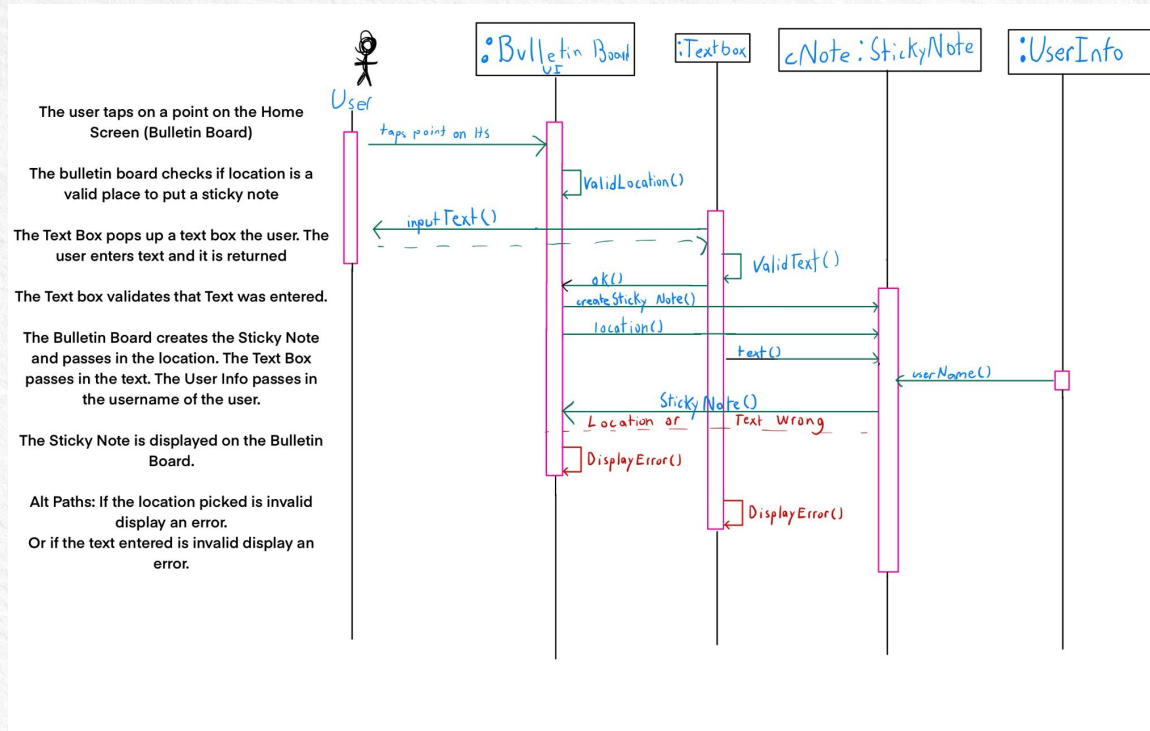 :Bulletin Board
UI
:Textbox
cNote:StickyNote
:UserInfo
User
The user taps on a point on the Home
Screen (Bulletin Board)
The bulletin board checks if location is a
valid place to put a sticky note
The Text Box pops up a text box the user. The
user enters text and it is returned
The Text box validates that Text was entered.
The Bulletin Board creates the Sticky Note
and passes in the location. The Text Box
passes in the text. The User Info passes in
the username of the user.
The Sticky Note is displayed on the Bulletin
Board.
Alt Paths: If the location picked is invalid
display an error.
Or if the text entered is invalid display an
error.
taps point on HS
ValidLocation()
inputText()
ValidText()
ok()
createSticky Note()
location()
text()
userName()
StickyNote()
Location or Text Wrong
DisplayError()
DisplayError()